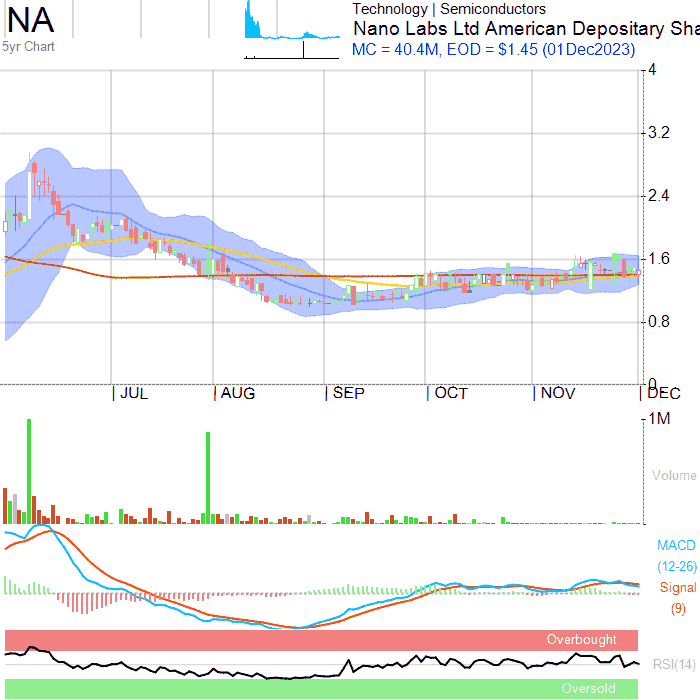 NA
5yr Chart
Technology | Semiconductors
Nano Labs Ltd American Depositary Sha
MC = 40.4M, EOD = $1.45 (01Dec2023)
4
3.2
2.4
1.6
0.8
0
JUL AUG SEP OCT NOV DEC
1M
Volume
MACD
(12-26)
Signal
(9)
Overbought
RSI(14)
Oversold